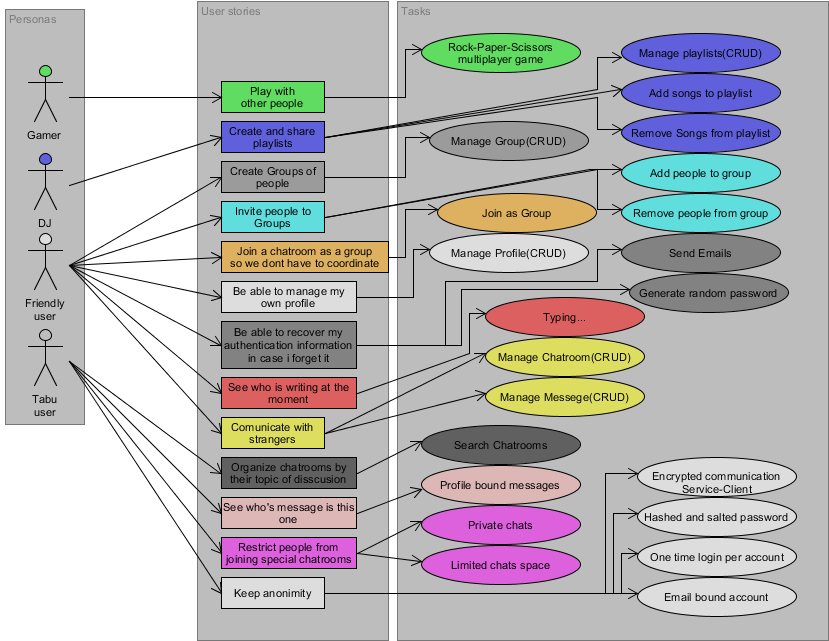 Personas
Gamer
DJ
Friendly
user
Tabu
user
User stories
Play with
other people
Create and share
playlists
Create Groups of
people
Invite people to
Groups
Join a chatroom as a group
so we dont have to coordinate
Be able to manage my
own profile
Be able to recover my
authentication information
in case i forget it
See who is writing at the
moment
Comunicate with
strangers
Organize chatrooms by
their topic of disscusion
See who's message is this
one
Restrict people from
joining special chatrooms
Keep anonimity
Tasks
Rock-Paper-Scissors
multiplayer game
Manage playlists(CRUD)
Add songs to playlist
Remove Songs from playlist
Manage Group(CRUD)
Add people to group
Remove people from group
Join as Group
Manage Profile(CRUD)
Send Emails
Generate random password
Typing...
Manage Chatroom(CRUD)
Manage Messege(CRUD)
Search Chatrooms
Profile bound messages
Private chats
Limited chats space
Encrypted communication
Service-Client
Hashed and salted password
One time login per account
Email bound account